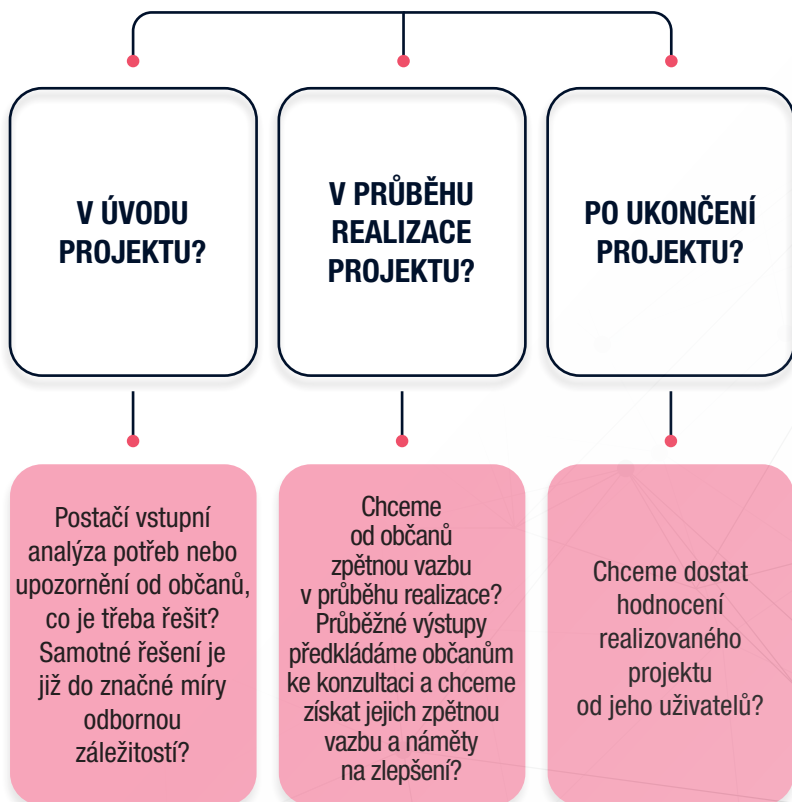 V ÚVODU
PROJEKTU?
V PRŮBĚHU
REALIZACE
PROJEKTU?
PO UKONČENÍ
PROJEKTU?
Postačí vstupní
analýza potřeb nebo
upozornění od občanů,
co je třeba řešit?
Samotné řešení je
již do značné míry
odbornou
záležitostí?
Chceme
od občanů
zpětnou vazbu
v průběhu realizace?
Průběžné výstupy
předkládáme občanům
ke konzultaci a chceme
získat jejich zpětnou
vazbu a náměty
na zlepšení?
Chceme dostat
hodnocení
realizovaného
projektu
od jeho uživatelů?